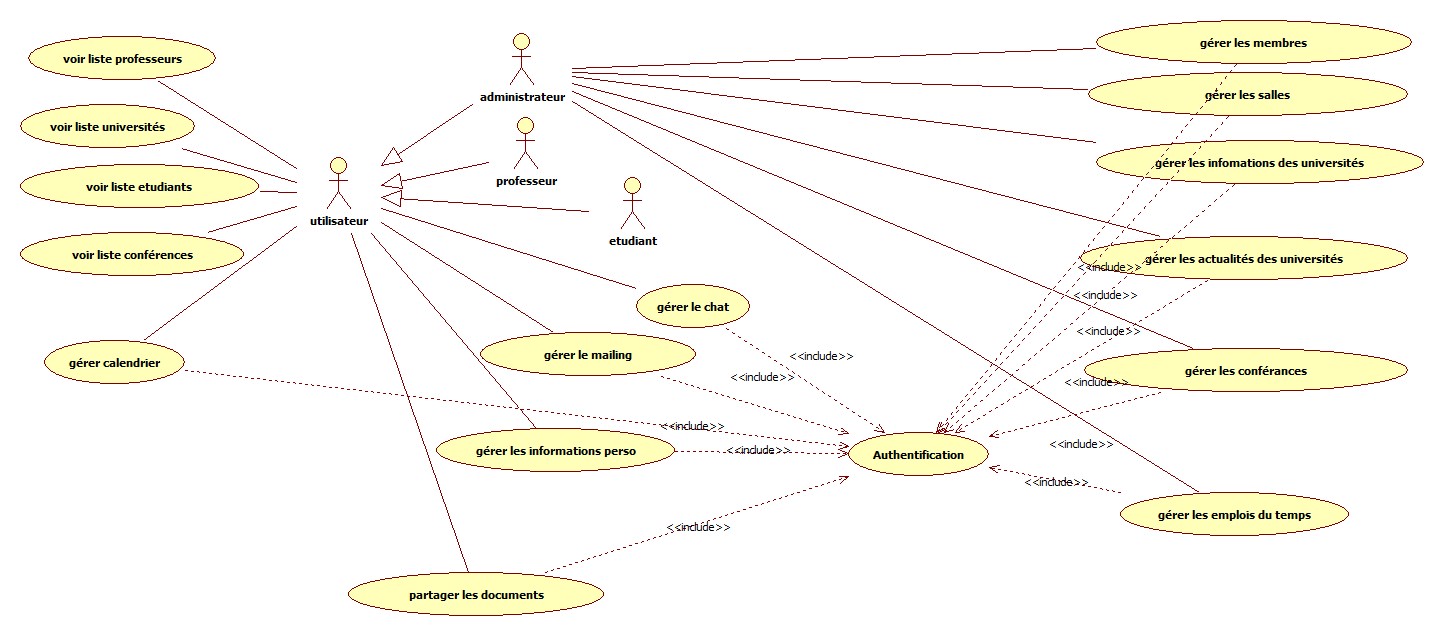 gérer les membres
voir liste professeurs
administrateur
gérer les salles
voir liste universités
gérer les infomations des universités
professeur
voir liste etudiants
utilisateur
etudiant
voir liste conférences
gérer les actualités des universités
<<include>>
<<include>>
gérer le chat
<<include>>
gérer le mailing
<<include>>
gérer calendrier
<<include>>
gérer les conférances
<<include>>
<<include>>
<<include>>
gérer les informations perso
<<include>>
Authentification
<<include>>
gérer les emplois du temps
<<include>>
<<include>>
partager les documents